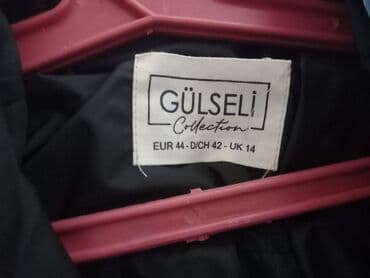 GÜLSELİ
Collection
EUR 44 - D/CH 42 - UK 14